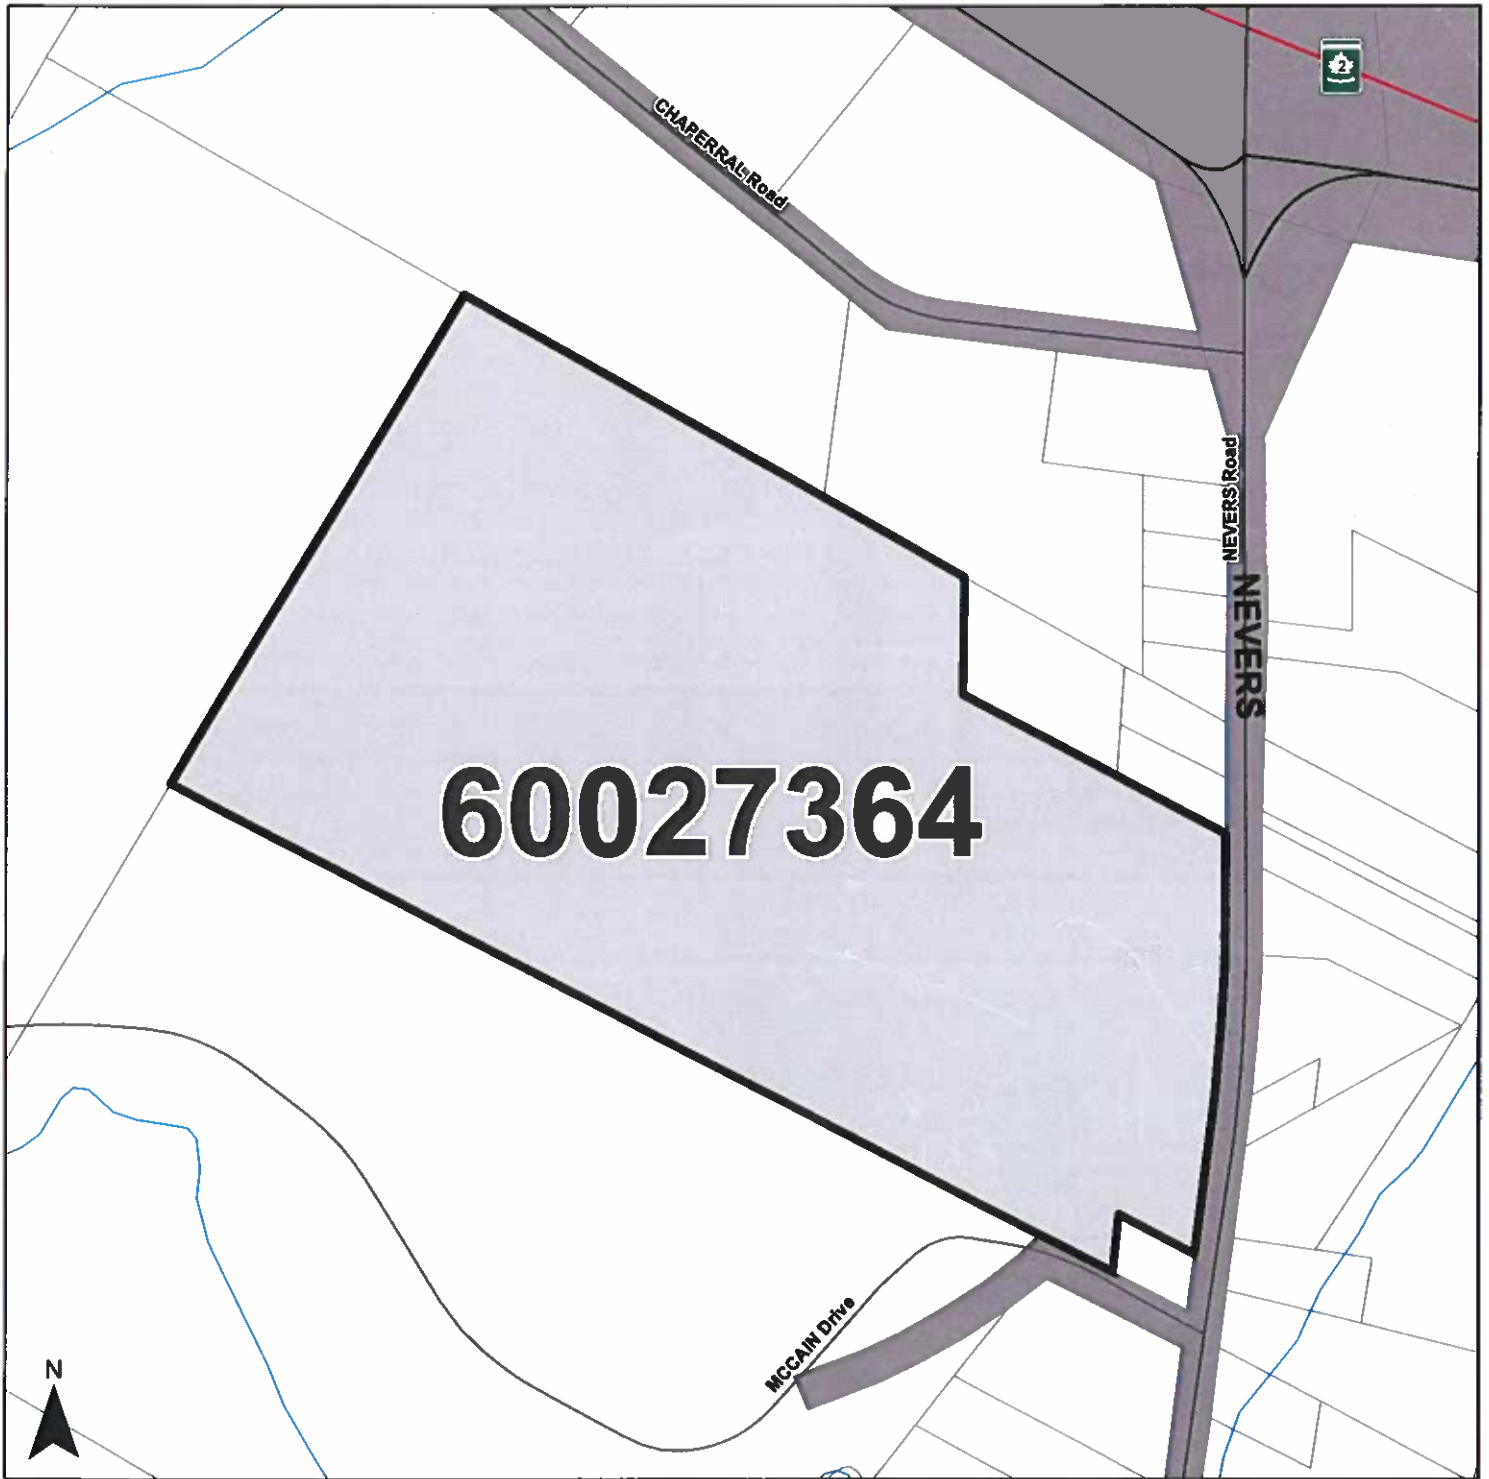 2
CHAPERRAL Road
NEVERS Road
NEVERS
60027364
MCCAIN Drive
N